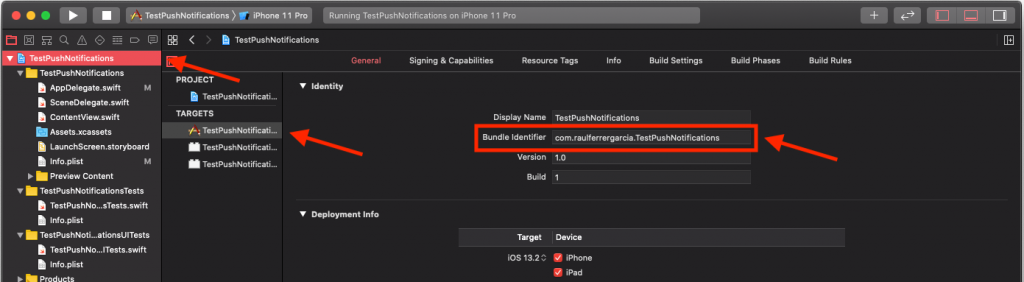 TestPushNotifications > iPhone 11 Pro
Running TestPushNotifications on iPhone 11 Pro
TestPushNotifications
General
Signing & Capabilities
Resource Tags
Info
Build Settings
Build Phases
Build Rules
TestPushNotifications
TestPushNotifications
AppDelegate.swift M
SceneDelegate.swift
ContentView.swift
Assets.xcassets
LaunchScreen.storyboard
Info.plist M
Preview Content
TestPushNotificationsTests
TestPushNo...sTests.swift
Info.plist
TestPushNoti...ationsUITests
TestPushNo...ITests.swift
Info.plist
Products
PROJECT
TestPushNotificati...
TARGETS
TestPushNotificati...
TestPushNotificati...
TestPushNotificati...
Identity
Display Name TestPushNotifications
Bundle Identifier com.raulferrergarcia.TestPushNotifications
Version 1.0
Build 1
Deployment Info
Target Device
iOS 13.2 iPhone
iPad